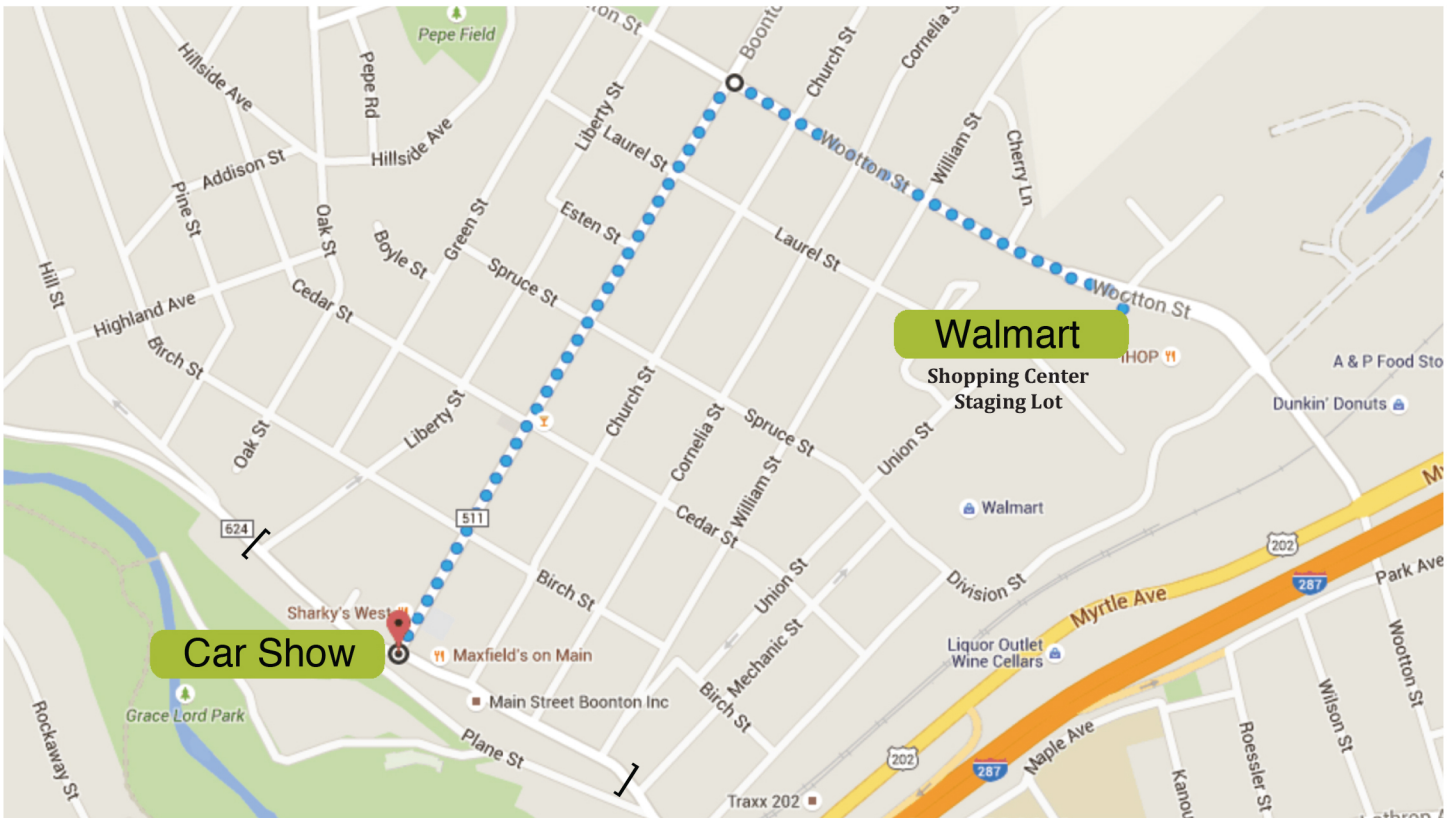 ton St
Boonto
Church St
Cornelia S
Pepe Field
Hillside Ave
Pepe Rd
Liberty St
William St
Cherry Ln
Hillside Ave
Laurel St
Wootton St
Addison St
Pine St
Oak St
Green St
Esten St
Boyle St
Laurel St
Spruce St
Hill St
Cedar St
Wootton St
Highland Ave
Walmart
IHOP
Shopping Center
Staging Lot
A & P Food Sto
Dunkin' Donuts
Birch St
Liberty St
Church St
Oak St
Cornelia St
Spruce St
Union St
William St
Walmart
My
624
511
Cedar St
202
Birch St
Union St
Division St
287
Park Ave
Myrtle Ave
Sharky's West
Car Show
Maxfield's on Main
Mechanic St
Liquor Outlet
Wine Cellars
Wootton St
Main Street Boonton Inc
Birch St
Grace Lord Park
Rockaway St
Plane St
Wilson St
Roessler St
Maple Ave
202
287
Kanou
Traxx 202